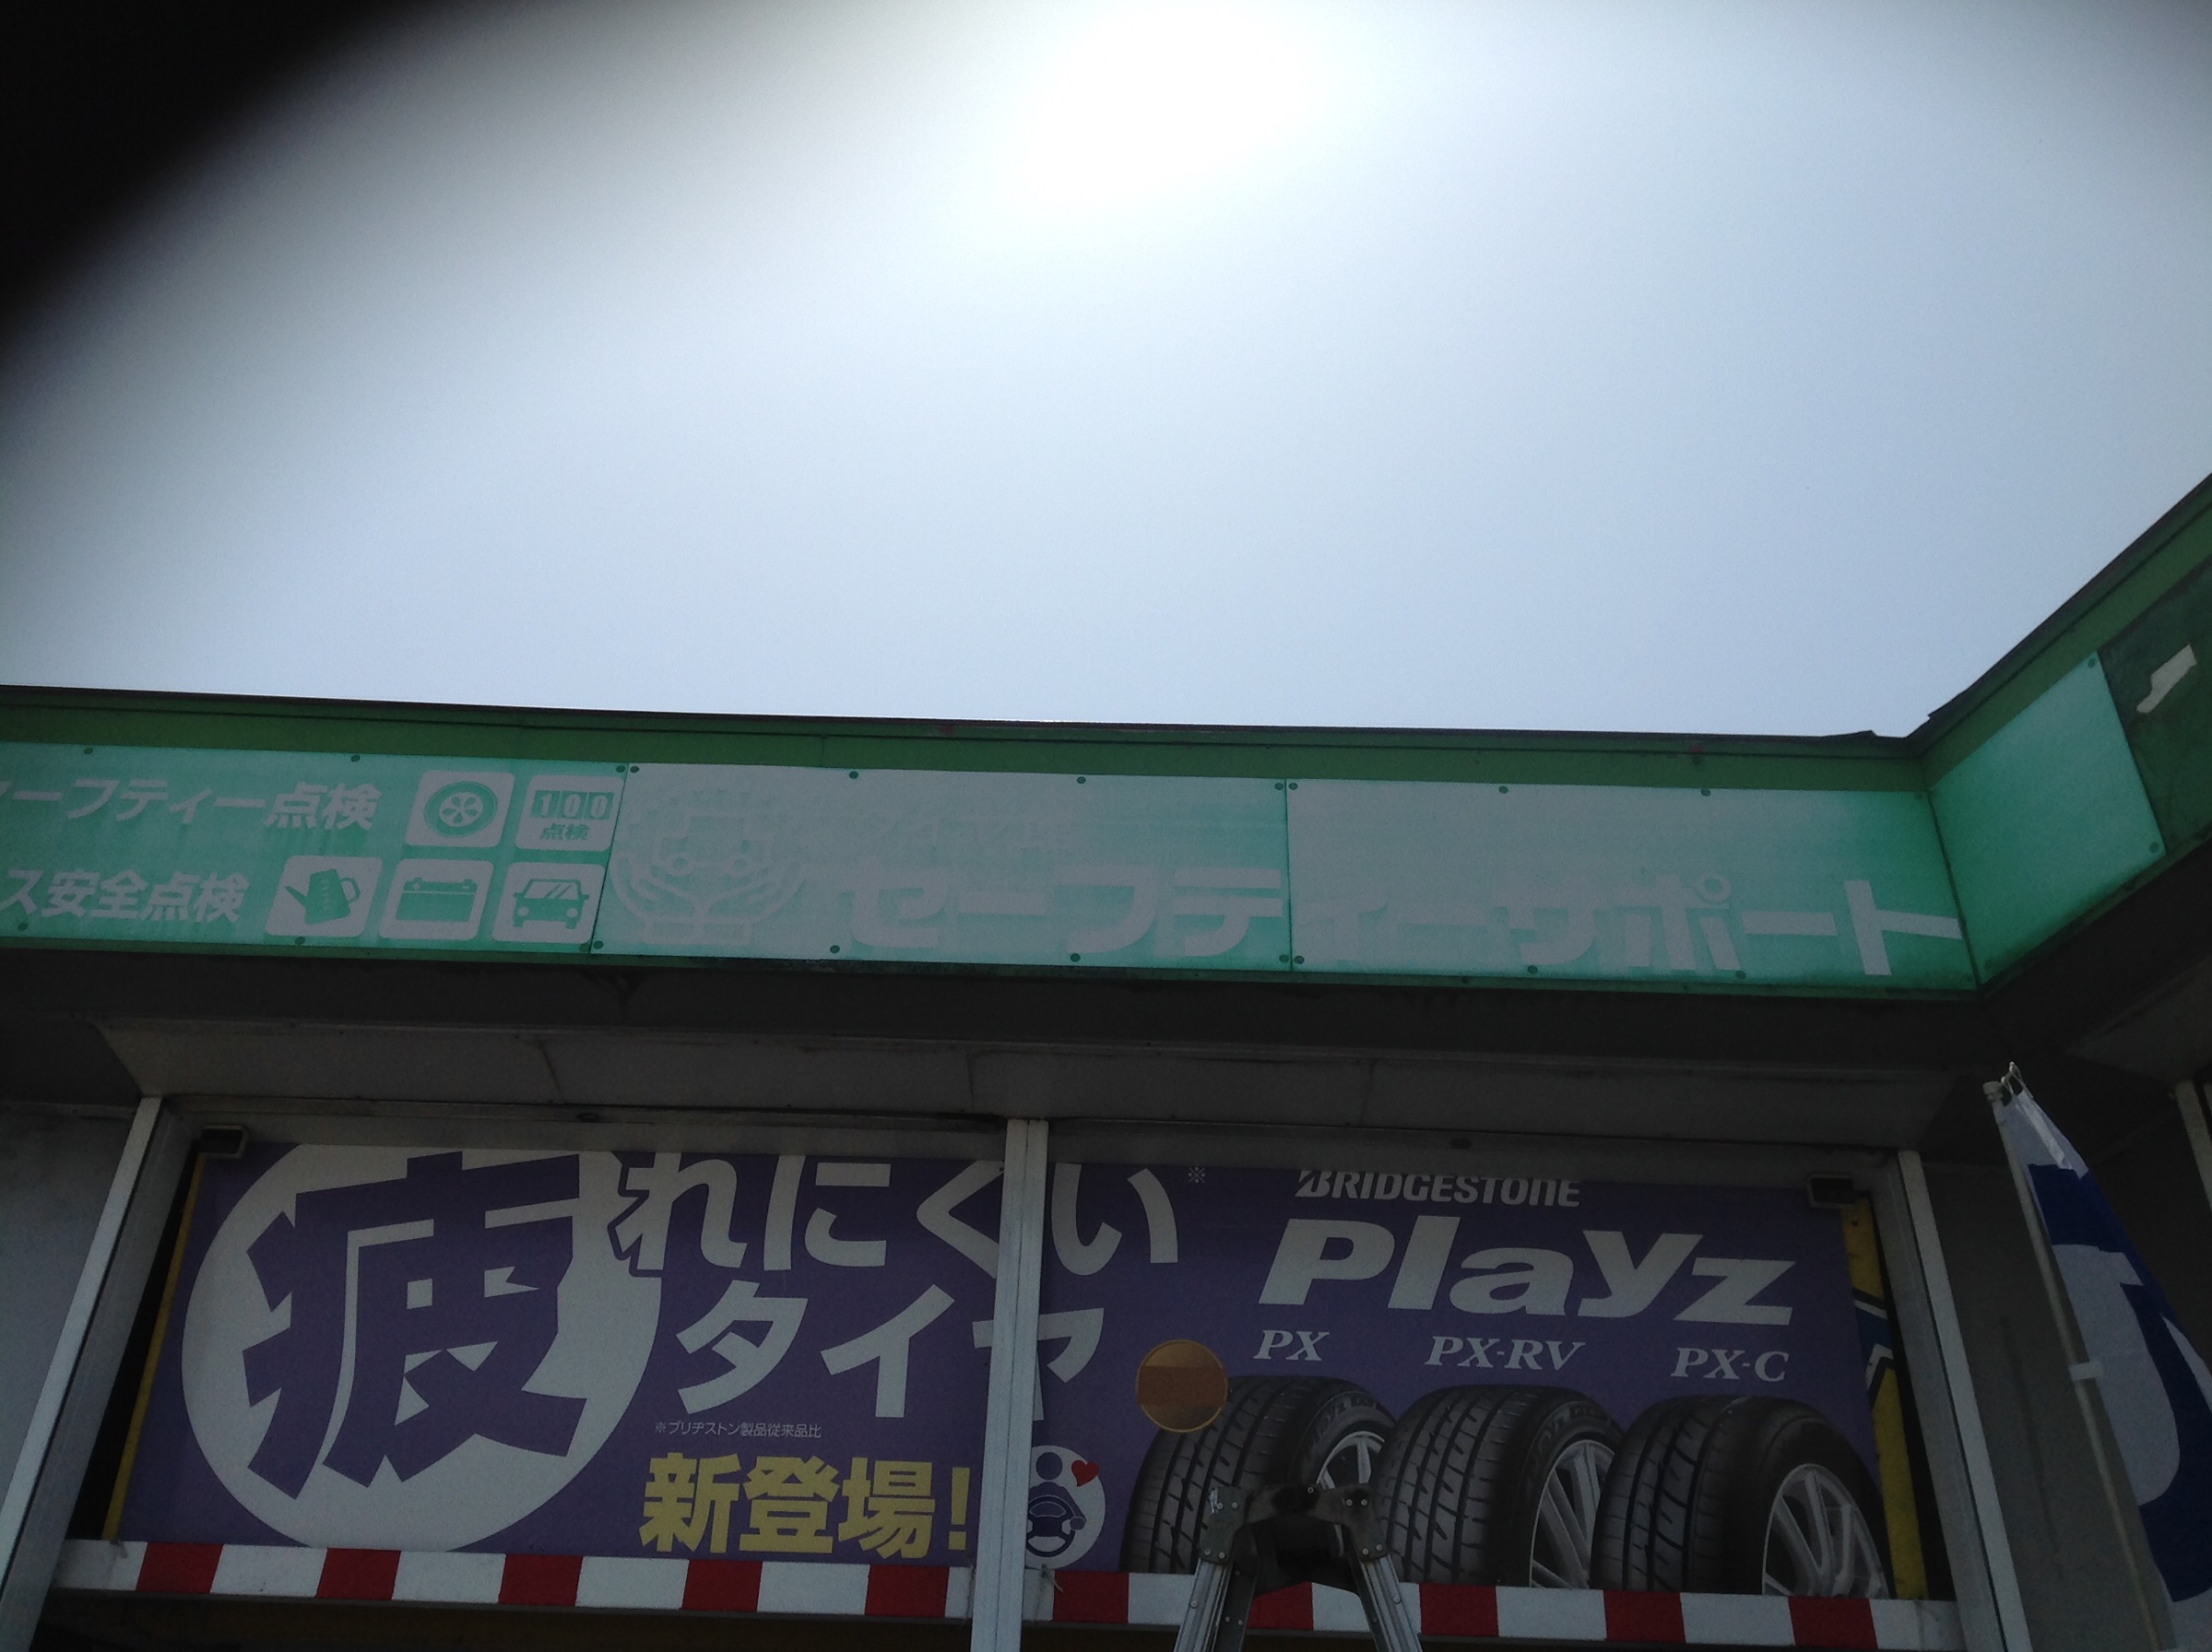 ーフティー点検
100
点検
ス安全点検
セーフティーサポート
疲れにくい※
タイヤ
※ブリヂストン製品従来品比
新登場!
BRIDGESTONE
Playz
PX
PX-RV
PX-C